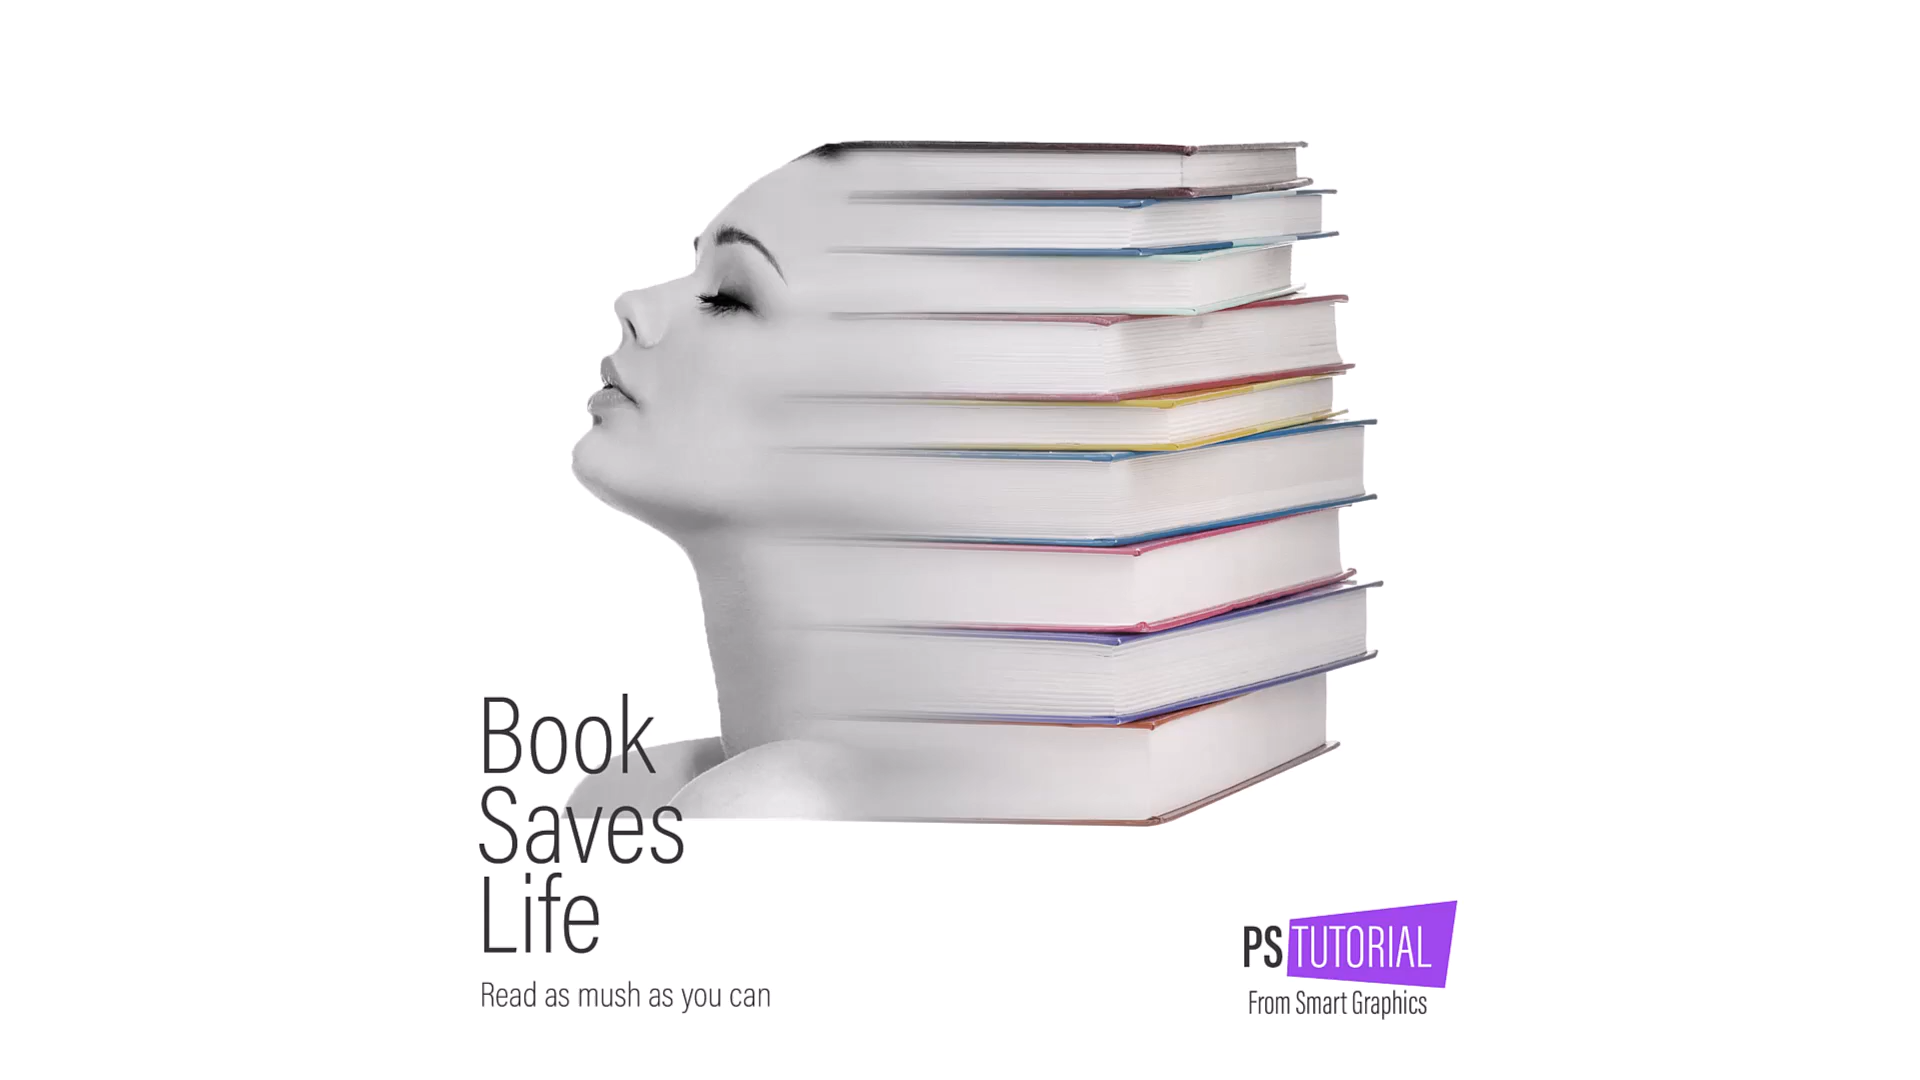 Book
Saves
Life
Read as mush as you can
PS TUTORIAL
From Smart Graphics